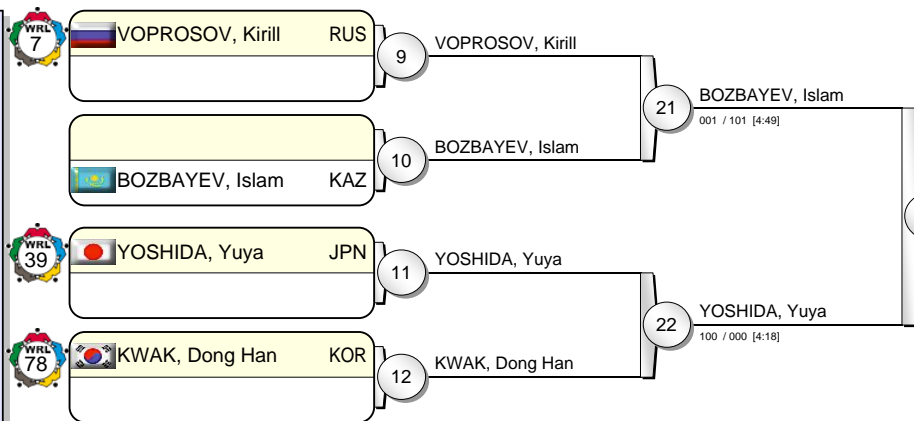 WRL
7
VOPROSOV, Kirill RUS
9
VOPROSOV, Kirill
BOZBAYEV, Islam KAZ
10
BOZBAYEV, Islam
21
BOZBAYEV, Islam
001 / 101 [4:49]
WRL
39
YOSHIDA, Yuya JPN
11
YOSHIDA, Yuya
WRL
78
KWAK, Dong Han KOR
12
KWAK, Dong Han
22
YOSHIDA, Yuya
100 / 000 [4:18]